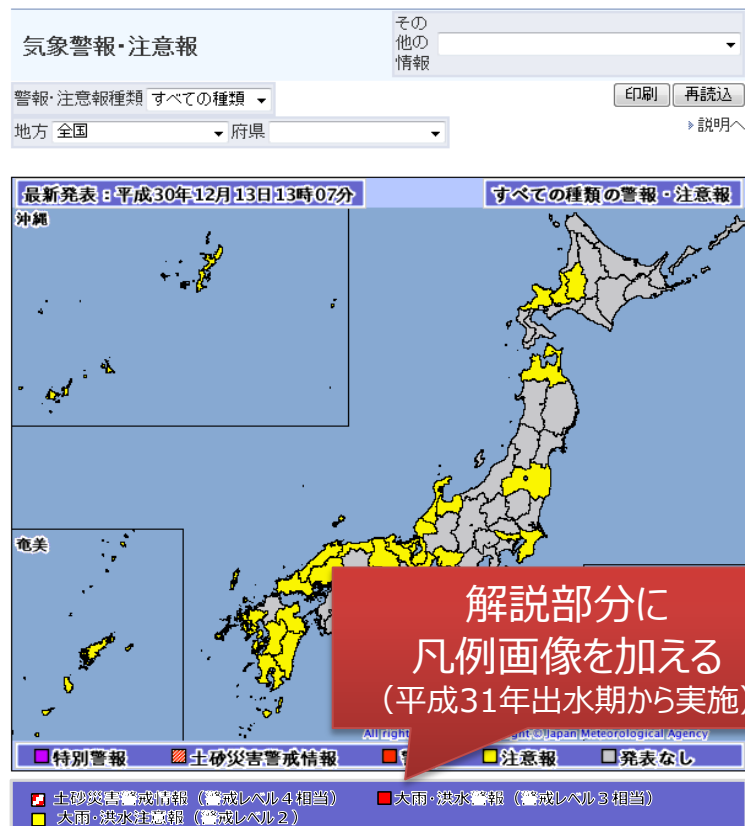 気象警報・注意報
その
他の
情報
警報・注意報種類 すべての種類
印刷 再読込
地方 全国 府県
説明へ
最新発表：平成30年12月13日13時07分 すべての種類の警報・注意報
沖縄
奄美
解説部分に
凡例画像を加える
（平成31年出水期から実施）
All right Japan Meteorological Agency
特別警報 土砂災害警戒情報 注意報 発表なし
土砂災害警戒情報（警戒レベル４相当） 大雨・洪水警報（警戒レベル３相当）
大雨・洪水注意報（警戒レベル２）